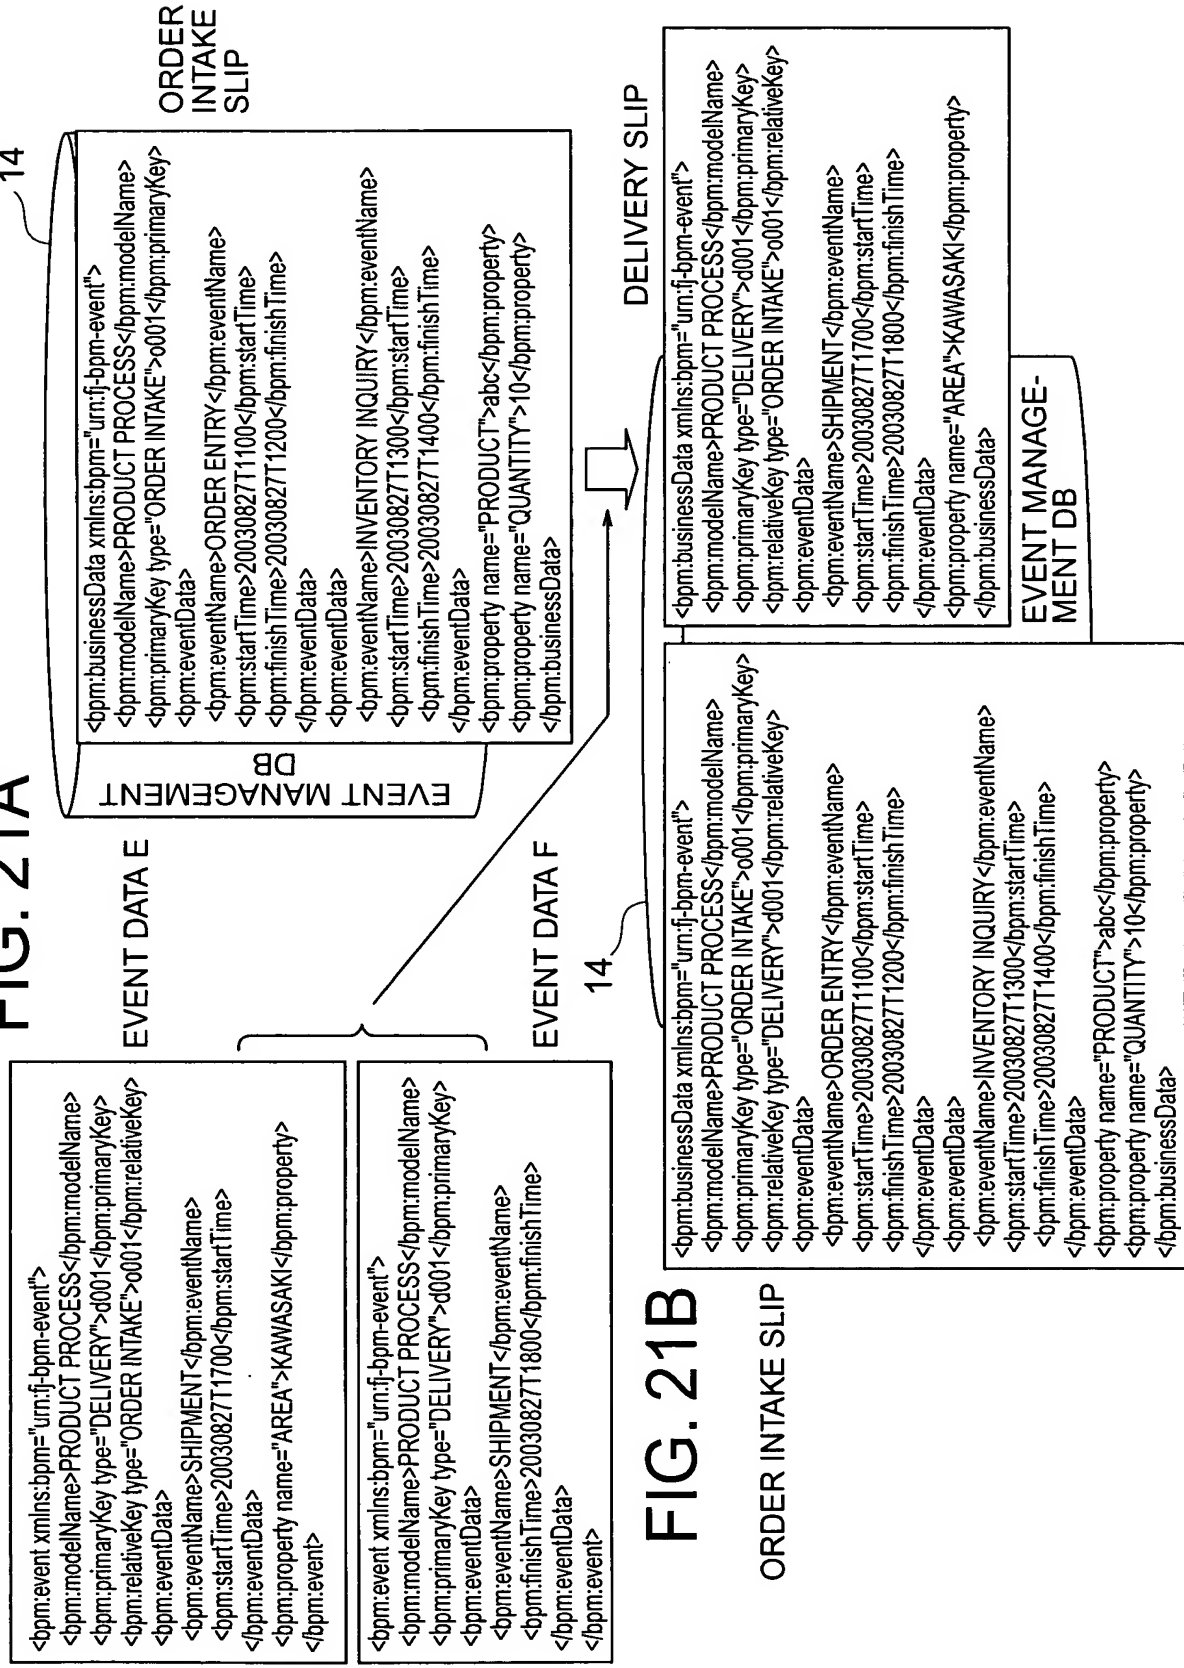 FIG. 21A
EVENT DATA E
<bpm:event xmlns:bpm="urn:fj-bpm-event">
<bpm:modelName>PRODUCT PROCESS</bpm:modelName>
<bpm:primaryKey type="DELIVERY">d001</bpm:primaryKey>
<bpm:relativeKey type="ORDER INTAKE">o001</bpm:relativeKey>
<bpm:eventData>
<bpm:eventName>SHIPMENT</bpm:eventName>
<bpm:startTime>20030827T1700</bpm:startTime>
</bpm:eventData>
<bpm:property name="AREA">KAWASAKI</bpm:property>
</bpm:event>
<bpm:event xmlns:bpm="urn:fj-bpm-event">
<bpm:modelName>PRODUCT PROCESS</bpm:modelName>
<bpm:primaryKey type="DELIVERY">d001</bpm:primaryKey>
<bpm:eventData>
<bpm:eventName>SHIPMENT</bpm:eventName>
<bpm:finishTime>20030827T1800</bpm:finishTime>
</bpm:eventData>
</bpm:event>
EVENT DATA F
14
ORDER
INTAKE
SLIP
EVENT MANAGEMENT
DB
<bpm:businessData xmlns:bpm="urn:fj-bpm-event">
<bpm:modelName>PRODUCT PROCESS</bpm:modelName>
<bpm:primaryKey type="ORDER INTAKE">o001</bpm:primaryKey>
<bpm:eventData>
<bpm:eventName>ORDER ENTRY</bpm:eventName>
<bpm:startTime>20030827T1100</bpm:startTime>
<bpm:finishTime>20030827T1200</bpm:finishTime>
</bpm:eventData>
<bpm:eventData>
<bpm:eventName>INVENTORY INQUIRY</bpm:eventName>
<bpm:startTime>20030827T1300</bpm:startTime>
<bpm:finishTime>20030827T1400</bpm:finishTime>
</bpm:eventData>
<bpm:property name="PRODUCT">abc</bpm:property>
<bpm:property name="QUANTITY">10</bpm:property>
</bpm:businessData>
FIG. 21B
ORDER INTAKE SLIP
14
<bpm:businessData xmlns:bpm="urn:fj-bpm-event">
<bpm:modelName>PRODUCT PROCESS</bpm:modelName>
<bpm:primaryKey type="ORDER INTAKE">o001</bpm:primaryKey>
<bpm:relativeKey type="DELIVERY">d001</bpm:relativeKey>
<bpm:eventData>
<bpm:eventName>ORDER ENTRY</bpm:eventName>
<bpm:startTime>20030827T1100</bpm:startTime>
<bpm:finishTime>20030827T1200</bpm:finishTime>
</bpm:eventData>
<bpm:eventData>
<bpm:eventName>INVENTORY INQUIRY</bpm:eventName>
<bpm:startTime>20030827T1300</bpm:startTime>
<bpm:finishTime>20030827T1400</bpm:finishTime>
</bpm:eventData>
<bpm:property name="PRODUCT">abc</bpm:property>
<bpm:property name="QUANTITY">10</bpm:property>
</bpm:businessData>
DELIVERY SLIP
<bpm:businessData xmlns:bpm="urn:fj-bpm-event">
<bpm:modelName>PRODUCT PROCESS</bpm:modelName>
<bpm:primaryKey type="DELIVERY">d001</bpm:primaryKey>
<bpm:relativeKey type="ORDER INTAKE">o001</bpm:relativeKey>
<bpm:eventData>
<bpm:eventName>SHIPMENT</bpm:eventName>
<bpm:startTime>20030827T1700</bpm:startTime>
<bpm:finishTime>20030827T1800</bpm:finishTime>
</bpm:eventData>
<bpm:property name="AREA">KAWASAKI</bpm:property>
</bpm:businessData>
EVENT MANAGE-
MENT DB